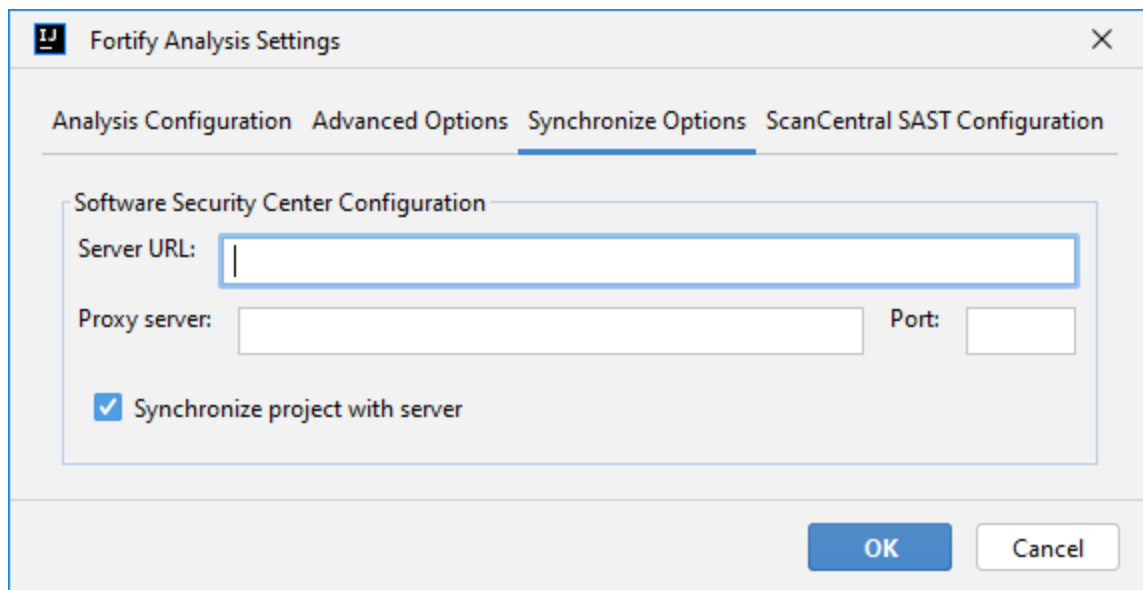 IJ
Fortify Analysis Settings
Analysis Configuration Advanced Options Synchronize Options ScanCentral SAST Configuration
Software Security Center Configuration
Server URL:
Proxy server: Port:
Synchronize project with server
OK Cancel